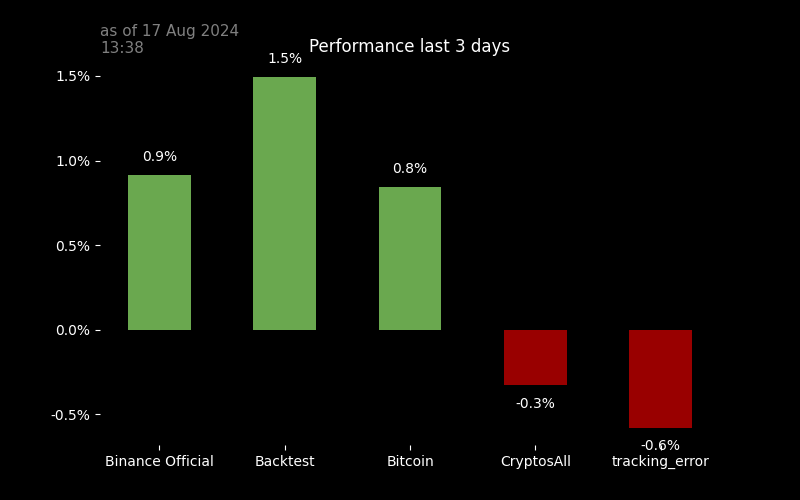 as of 17 Aug 2024
13:38
Performance last 3 days
1.5%
1.5%
1.0%
0.9%
0.8%
0.5%
0.0%
-0.3%
-0.5%
-0.6%
Binance Official
Backtest
Bitcoin
CryptosAll
tracking_error